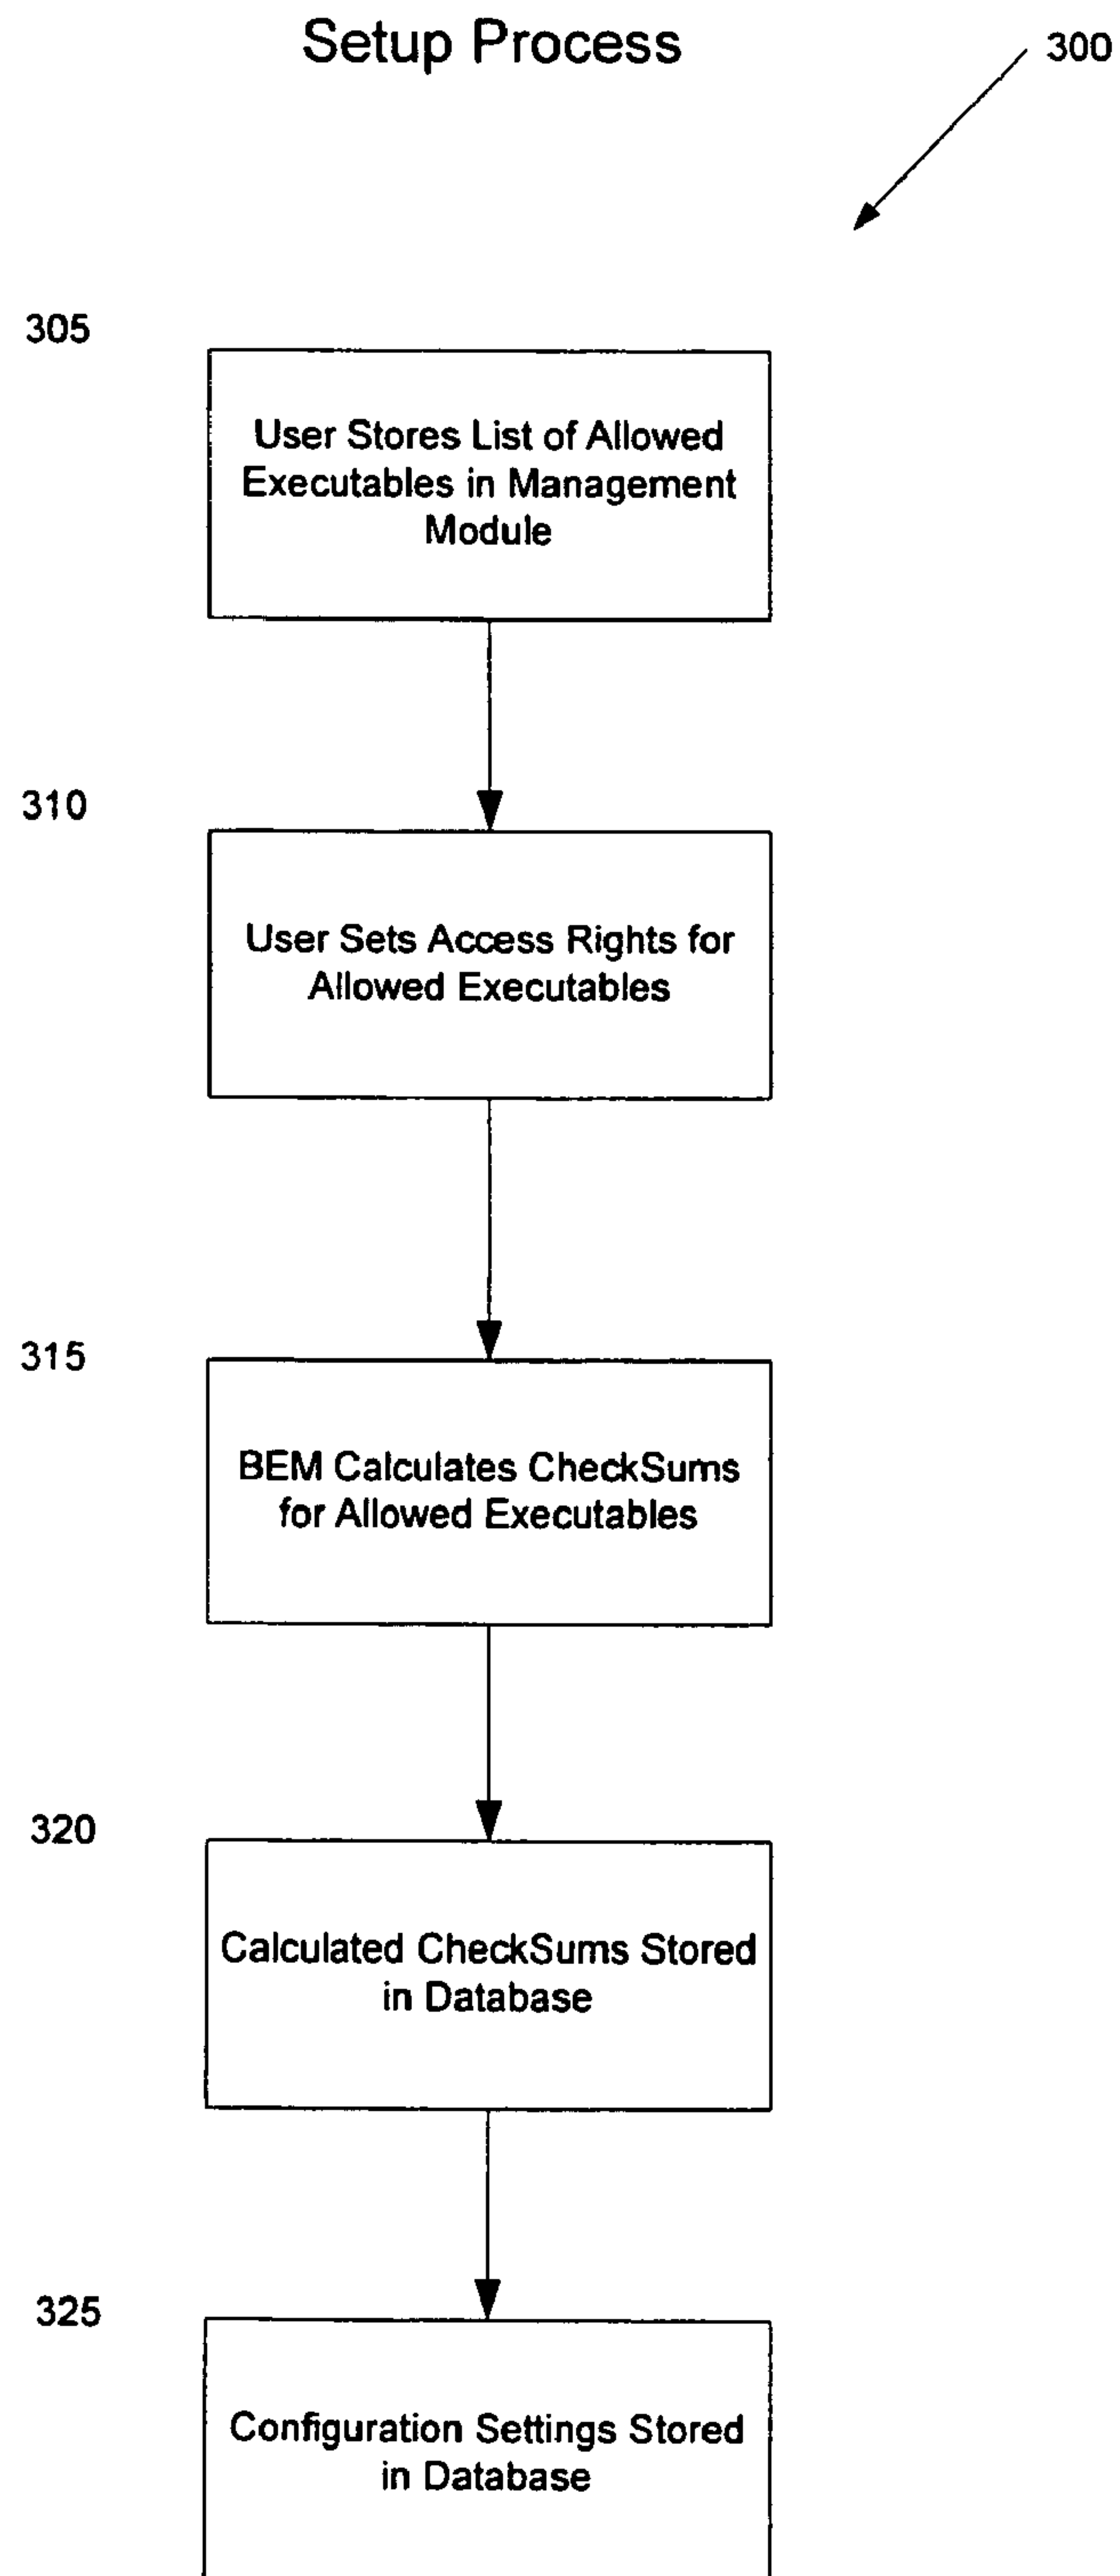 Setup Process
300
305
User Stores List of Allowed
Executables in Management
Module
310
User Sets Access Rights for
Allowed Executables
315
BEM Calculates CheckSums
for Allowed Executables
320
Calculated CheckSums Stored
in Database
325
Configuration Settings Stored
in Database